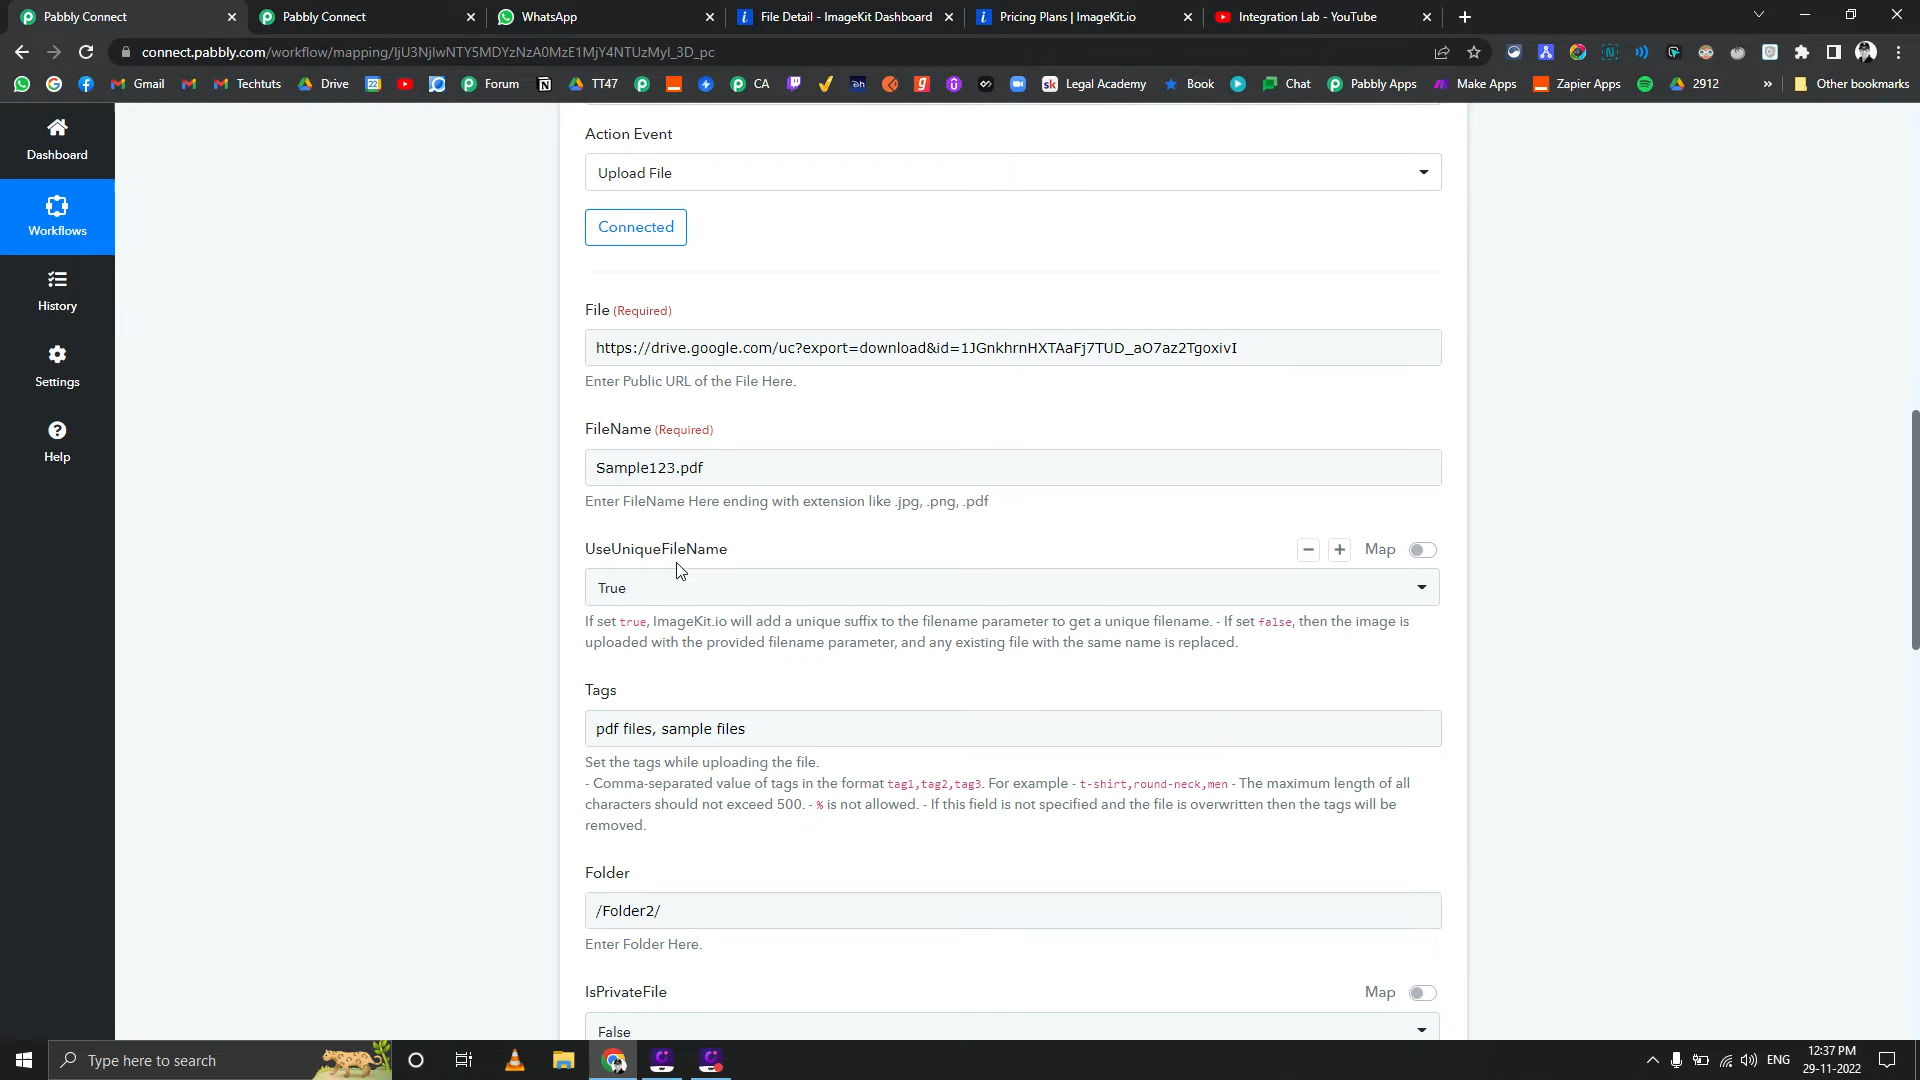 Pabbly Connect
Pabbly Connect
WhatsApp
File Detail - ImageKit Dashboard
Pricing Plans | ImageKit.io
Integration Lab - YouTube
connect.pabbly.com/workflow/mapping/IjU3NjIwNTY5MDYzNzA0MzE1MjY4NTUzMyI_3D_pc
Gmail
Techtuts
Drive
Forum
TT47
CA
Legal Academy
Book
Chat
Pabbly Apps
Make Apps
Zapier Apps
2912
Other bookmarks
Dashboard
Workflows
History
Settings
Help
Action Event
Upload File
Connected
File (Required)
https://drive.google.com/uc?export=download&id=1JGnkhrnHXTAaFj7TUD_aO7az2TgoxivI
Enter Public URL of the File Here.
FileName (Required)
Sample123.pdf
Enter FileName Here ending with extension like .jpg, .png, .pdf
UseUniqueFileName
Map
True
If set true, ImageKit.io will add a unique suffix to the filename parameter to get a unique filename. - If set false, then the image is
uploaded with the provided filename parameter, and any existing file with the same name is replaced.
Tags
pdf files, sample files
Set the tags while uploading the file.
- Comma-separated value of tags in the format tag1,tag2,tag3. For example - t-shirt,round-neck,men - The maximum length of all
characters should not exceed 500. - % is not allowed. - If this field is not specified and the file is overwritten then the tags will be
removed.
Folder
/Folder2/
Enter Folder Here.
IsPrivateFile
Map
False
Type here to search
ENG
12:37 PM
29-11-2022